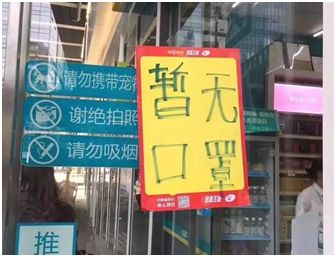 请勿携带宠物
谢绝拍照
请勿吸烟
暂无
口罩
推